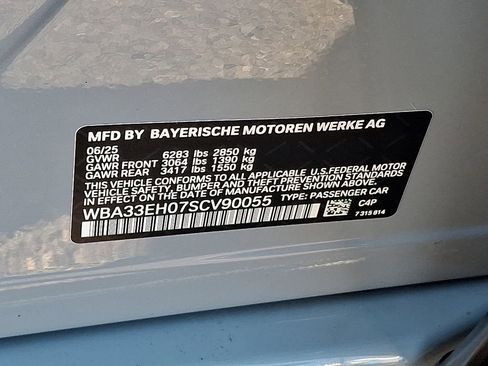 MFD BY BAYERISCHE MOTOREN WERKE AG
06/25
GVWR 6283 lbs 2850 kg
GAWR FRONT 3064 lbs 1390 kg
GAWR REAR 3417 lbs 1550 kg
THIS VEHICLE CONFORMS TO ALL APPLICABLE U.S. FEDERAL MOTOR
VEHICLE SAFETY, BUMPER, AND THEFT PREVENTION STANDARDS
IN EFFECT ON THE DATE OF MANUFACTURE SHOWN ABOVE.
WBA33EH07SCV90055 TYPE: PASSENGER CAR
C4P
7 315 814